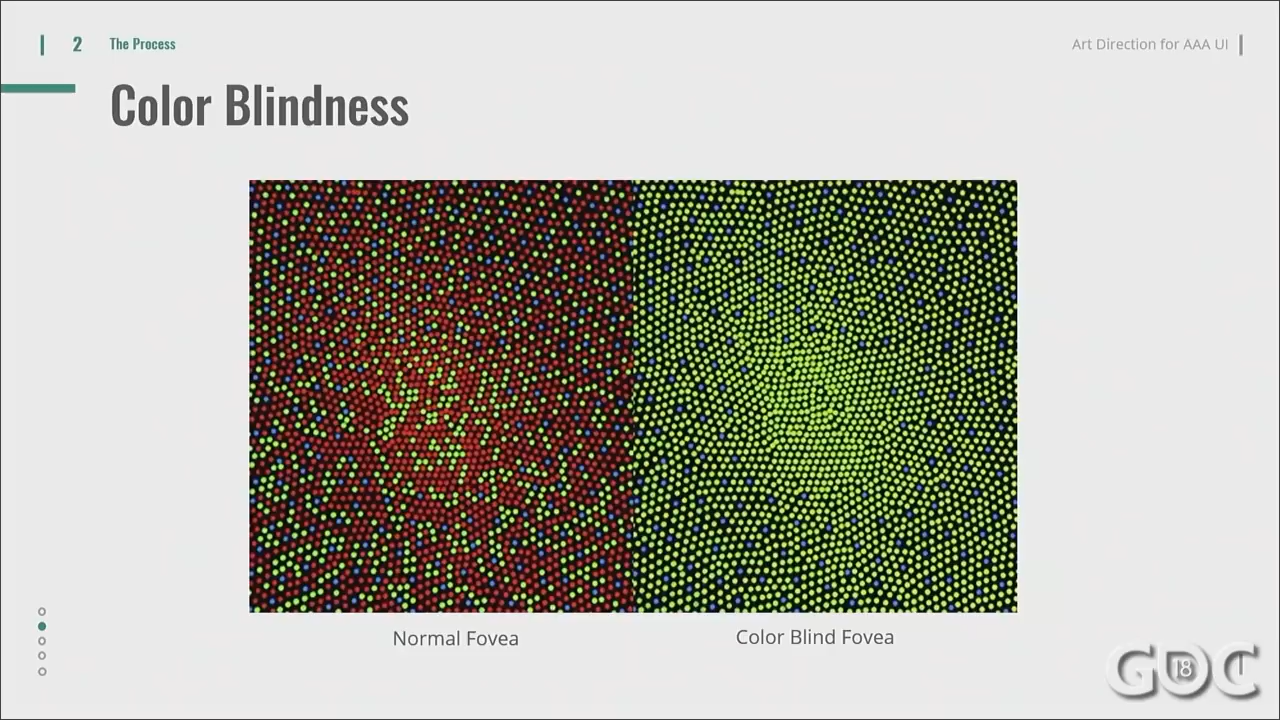 2 The Process
Art Direction for AAA UI
Color Blindness
Normal Fovea
Color Blind Fovea
GDC
18